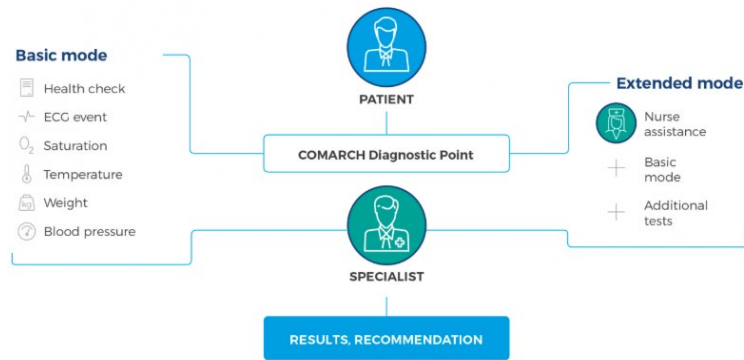 Basic mode
Health check
ECG event
O₂ Saturation
Temperature
kg Weight
Blood pressure
PATIENT
COMARCH Diagnostic Point
Extended mode
Nurse
assistance
Basic
mode
Additional
tests
SPECIALIST
RESULTS, RECOMMENDATION